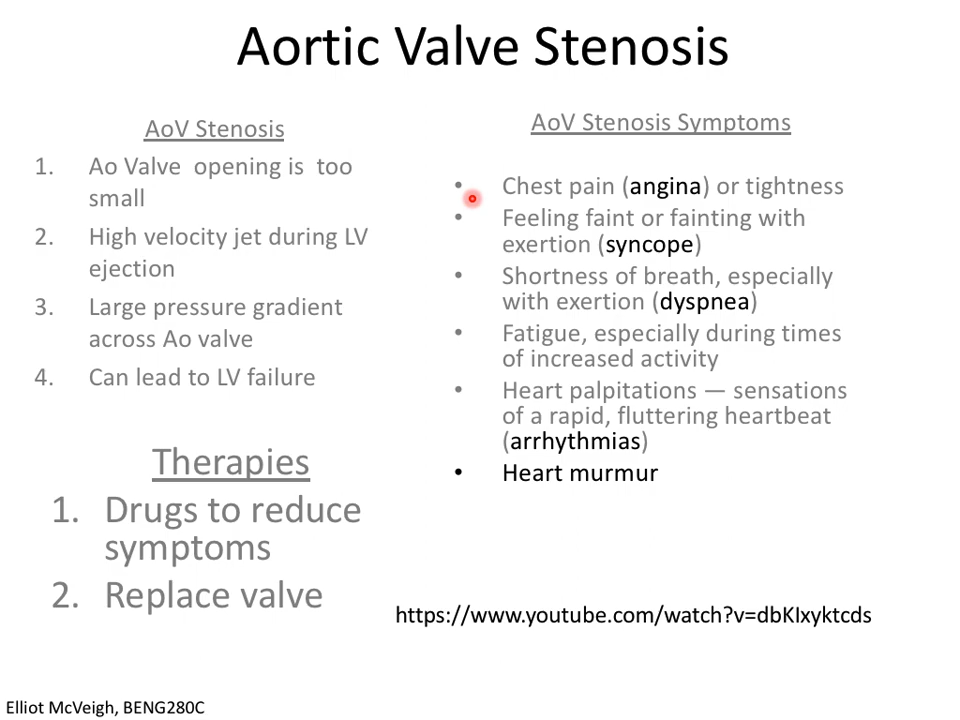 Aortic Valve Stenosis
AoV Stenosis
1. Ao Valve opening is too
small
2. High velocity jet during LV
ejection
3. Large pressure gradient
across Ao valve
4. Can lead to LV failure
Therapies
1. Drugs to reduce
symptoms
2. Replace valve
AoV Stenosis Symptoms
• Chest pain (angina) or tightness
• Feeling faint or fainting with
exertion (syncope)
• Shortness of breath, especially
with exertion (dyspnea)
• Fatigue, especially during times
of increased activity
• Heart palpitations — sensations
of a rapid, fluttering heartbeat
(arrhythmias)
• Heart murmur
https://www.youtube.com/watch?v=dbKIxyktcds
Elliot McVeigh, BENG280C